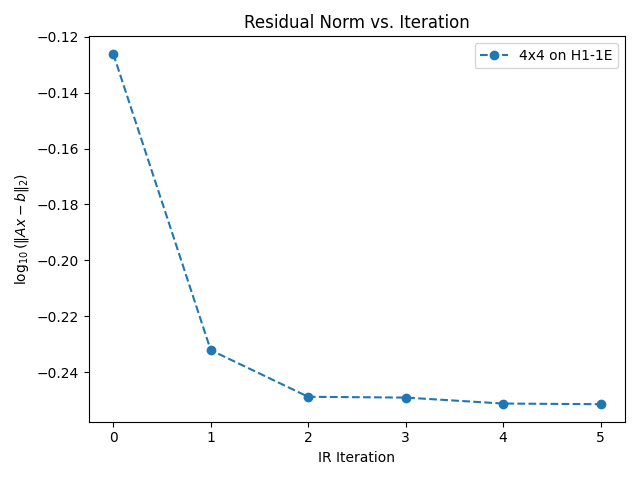 Residual Norm vs. Iteration
4x4 on H1-1E
−0.12
−0.14
−0.16
−0.18
−0.20
−0.22
−0.24
log₁₀(‖Ax − b‖₂)
0 1 2 3 4 5
IR Iteration